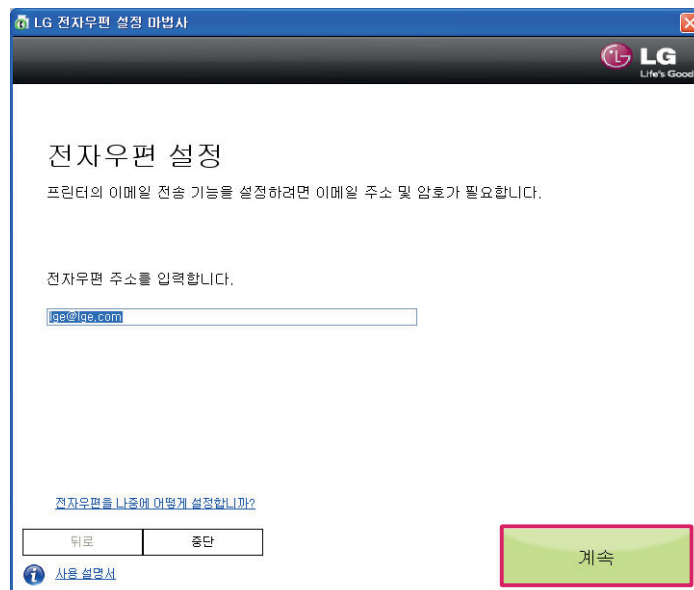 LG 전자우편 설정 마법사
LG
Life's Good
전자우편 설정
프린터의 이메일 전송 기능을 설정하려면 이메일 주소 및 암호가 필요합니다.
전자우편 주소를 입력합니다.
lge@lge.com
전자우편을 나중에 어떻게 설정합니까?
뒤로 중단
계속
사용 설명서